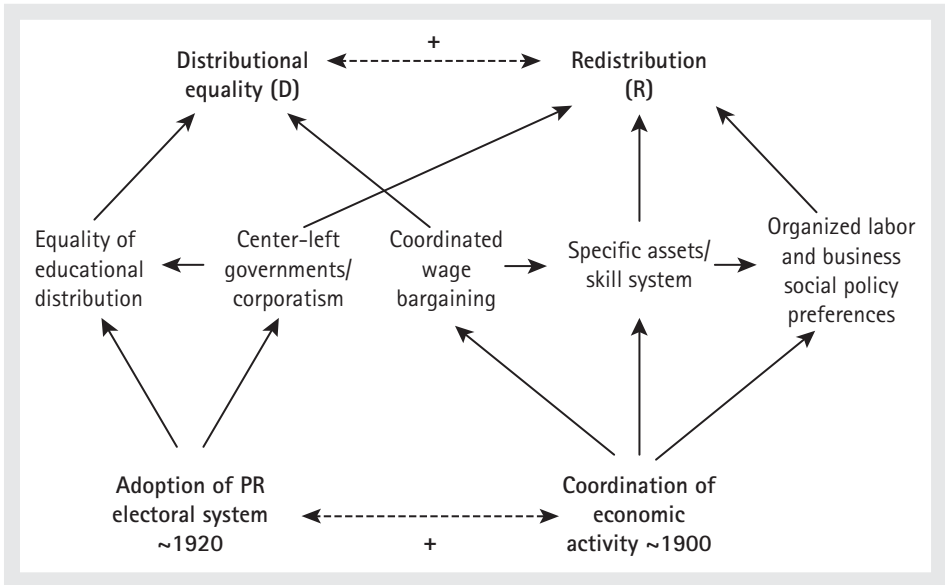 Distributional
equality (D)
+
Redistribution
(R)
Equality of
educational
distribution
Center-left
governments/
corporatism
Coordinated
wage
bargaining
Specific assets/
skill system
Organized labor
and business
social policy
preferences
Adoption of PR
electoral system
~1920
+
Coordination of
economic
activity ~1900